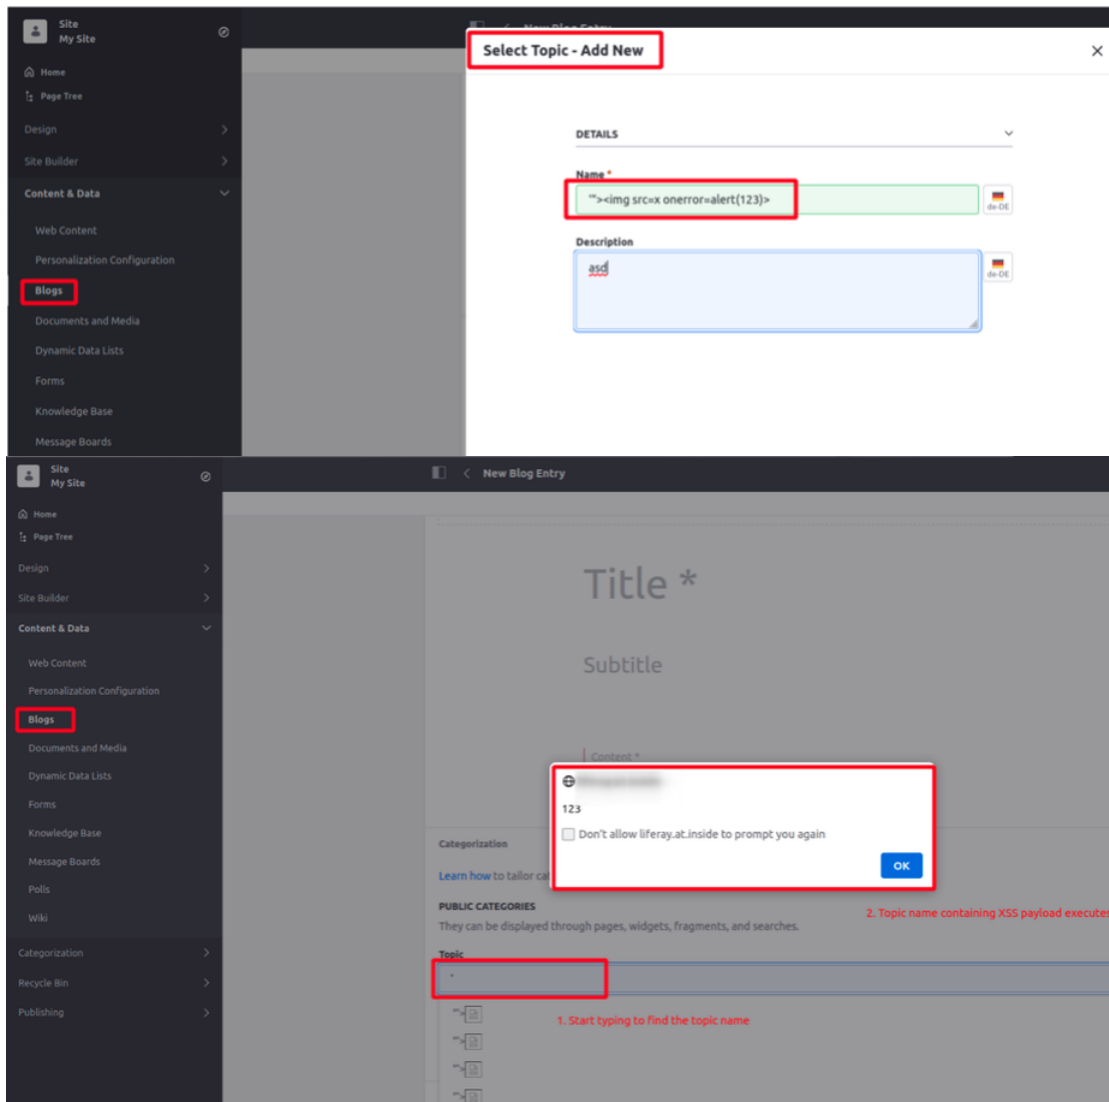 Site
My Site
New Blog Entry
Select Topic - Add New
Home
Page Tree
Design
Site Builder
Content & Data
Web Content
Personalization Configuration
Blogs
Documents and Media
Dynamic Data Lists
Forms
Knowledge Base
Message Boards
DETAILS
Name *
'"><img src=x onerror=alert(123)>
de-DE
Description
asd
de-DE
Site
My Site
New Blog Entry
Home
Page Tree
Design
Site Builder
Content & Data
Web Content
Personalization Configuration
Blogs
Documents and Media
Dynamic Data Lists
Forms
Knowledge Base
Message Boards
Polls
Wiki
Categorization
Recycle Bin
Publishing
Title *
Subtitle
Content *
123
Don't allow liferay.at.inside to prompt you again
OK
Categorization
Learn how to tailor
PUBLIC CATEGORIES
They can be displayed through pages, widgets, fragments, and searches.
2. Topic name containing XSS payload executes
Topic
'
'">
'">
'">
'">
1. Start typing to find the topic name